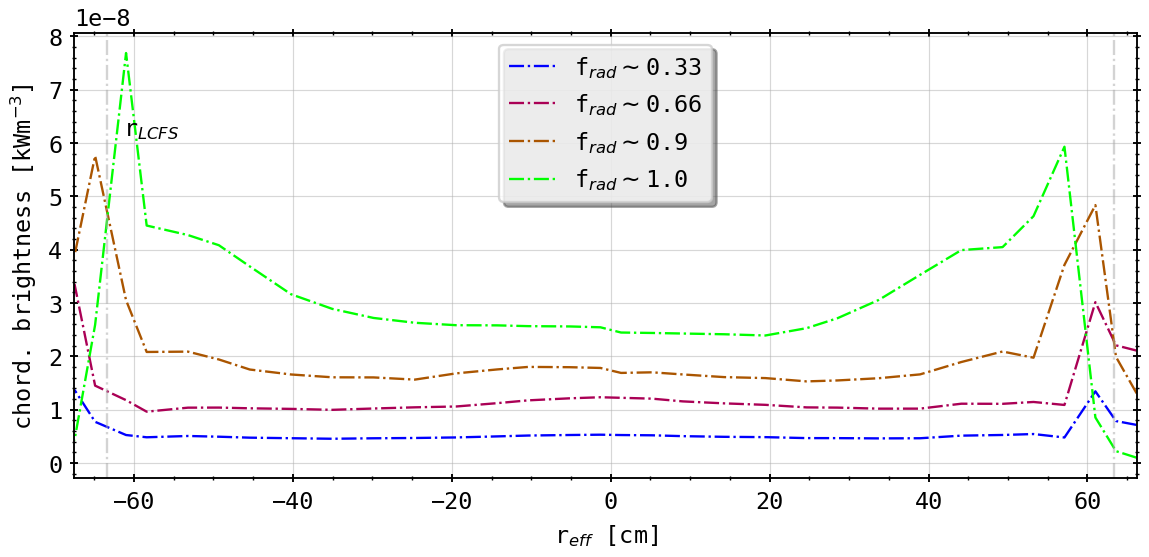 1e−8
8
7
6
5
4
3
2
1
0
chord. brightness [kWm⁻³]
r_LCFS
f_rad ~ 0.33
f_rad ~ 0.66
f_rad ~ 0.9
f_rad ~ 1.0
−60 −40 −20 0 20 40 60
r_eff [cm]